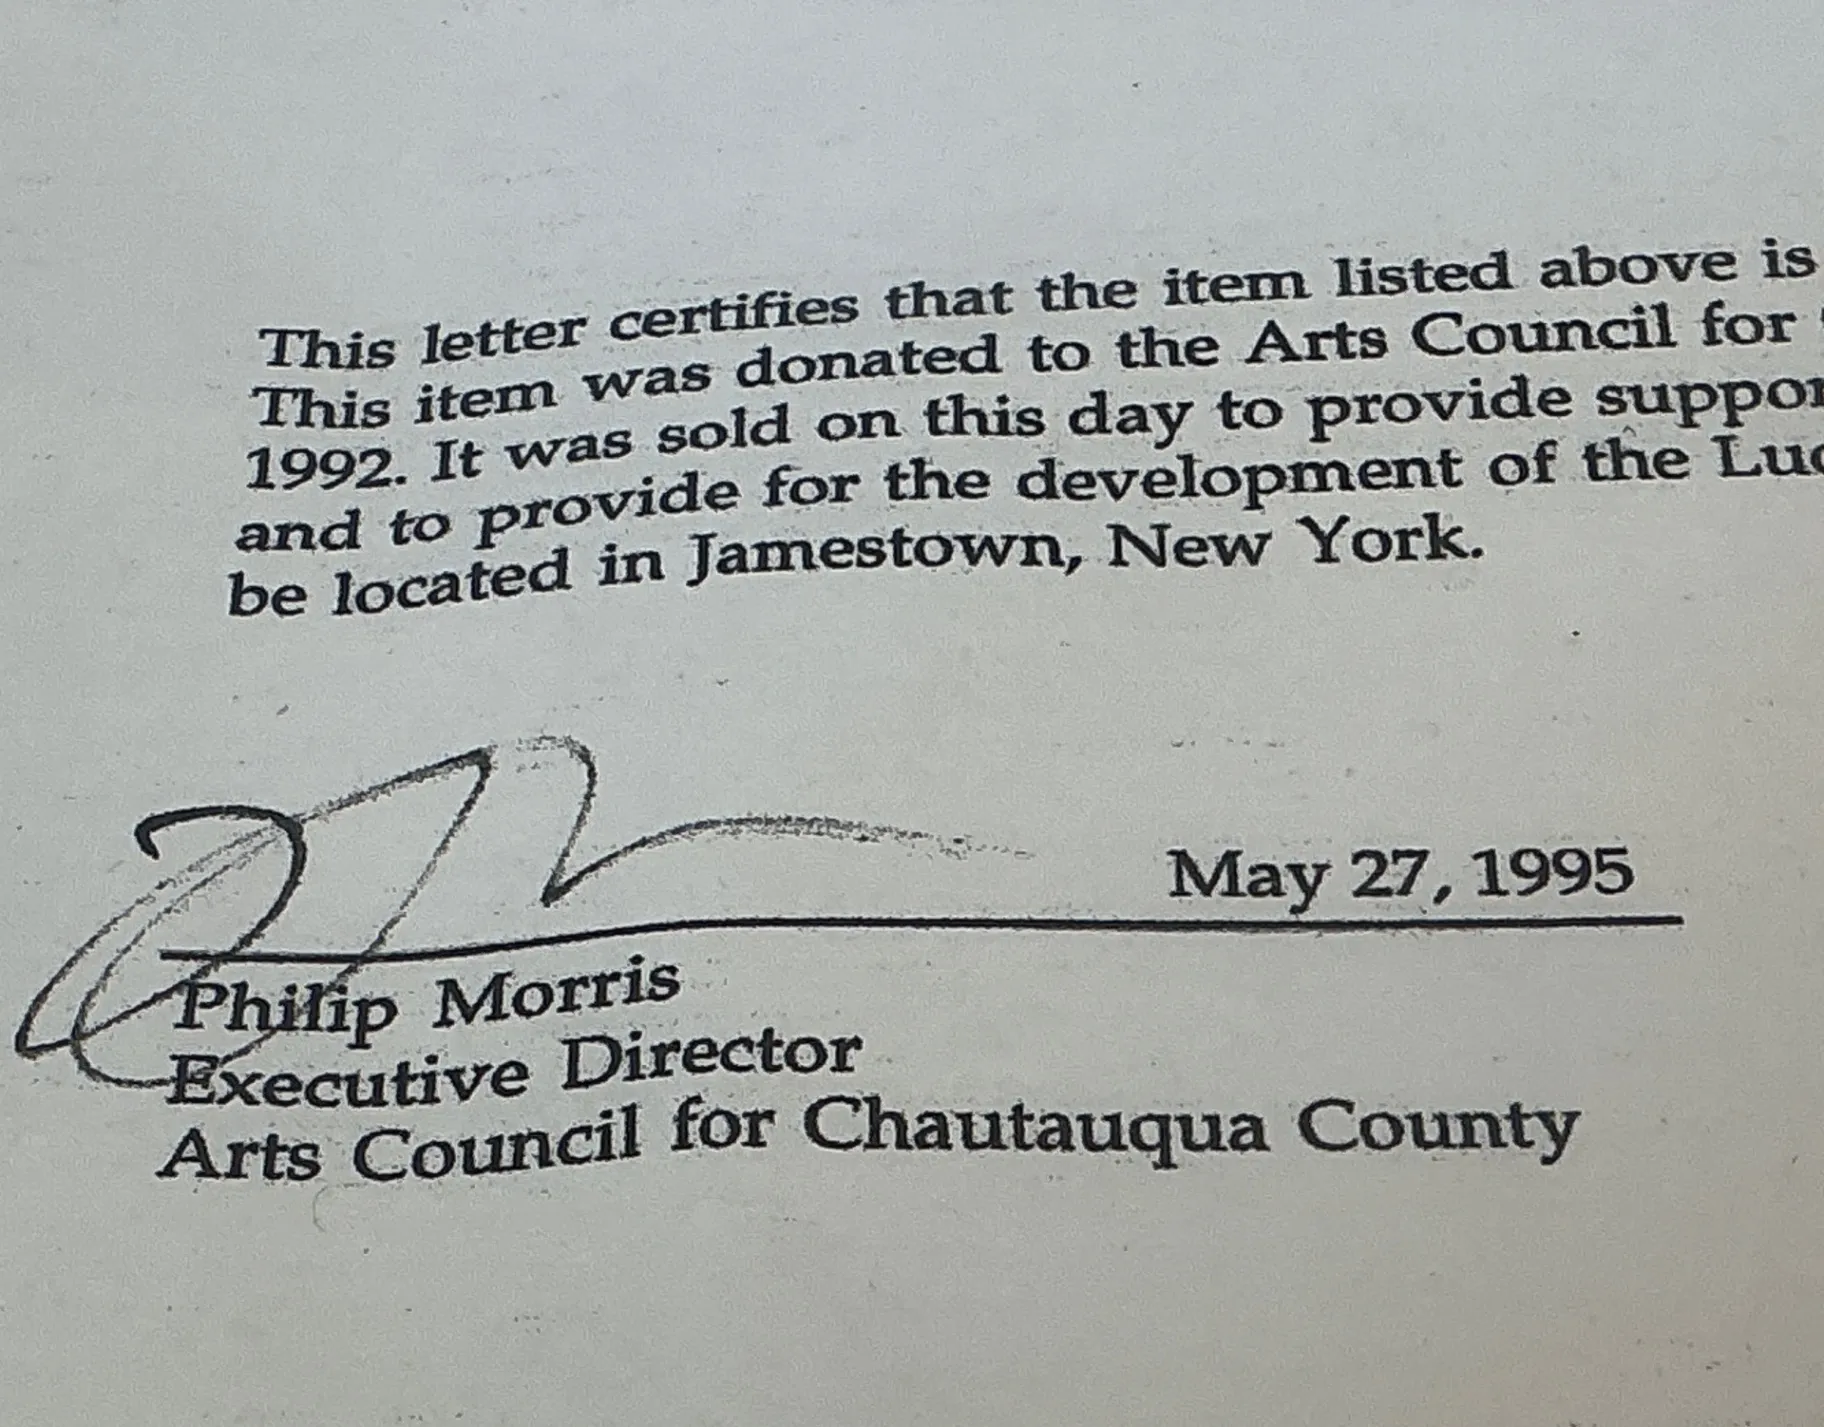 This letter certifies that the item listed above is
This item was donated to the Arts Council for
1992. It was sold on this day to provide suppor
and to provide for the development of the Luc
be located in Jamestown, New York.
May 27, 1995
Philip Morris
Executive Director
Arts Council for Chautauqua County